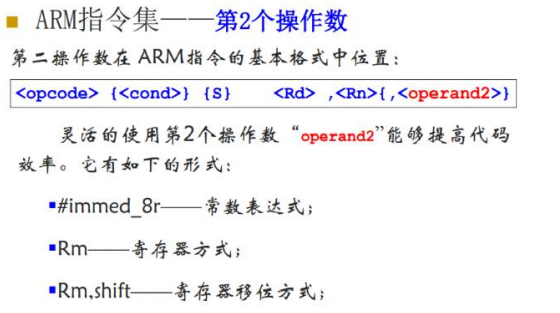 ARM指令集——第2个操作数
第二操作数在 ARM指令的基本格式中位置：
<opcode> {<cond>} {S} <Rd> ,<Rn>{,<operand2>}
灵活的使用第2个操作数“operand2”能够提高代码
效率。它有如下的形式：
#immed_8r——常数表达式；
Rm——寄存器方式；
Rm,shift——寄存器移位方式；